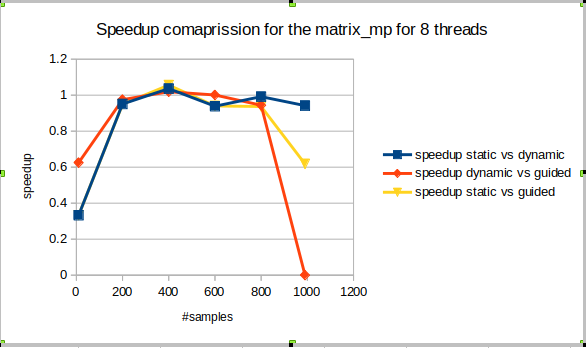 Speedup comaprission for the matrix_mp for 8 threads
1.2
1
0.8
0.6
0.4
0.2
0
0 200 400 600 800 1000 1200
speedup
#samples
speedup static vs dynamic
speedup dynamic vs guided
speedup static vs guided